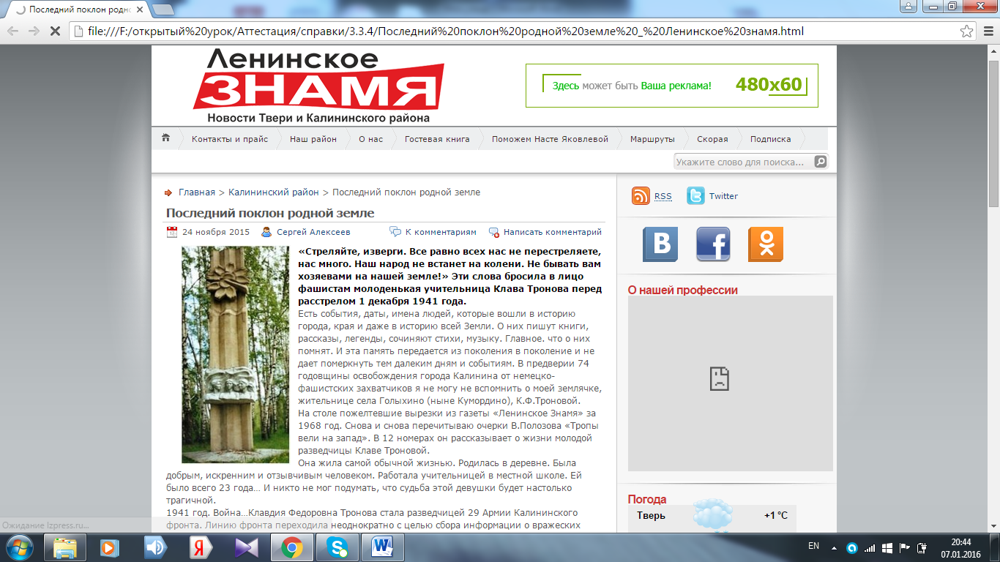 Последний поклон родно
file:///F:/открытый%20урок/Аттестация/справки/3.3.4/Последний%20поклон%20родной%20земле%20_%20Ленинское%20знамя.html
Ленинское
ЗНАМЯ
Новости Твери и Калининского района
Здесь может быть Ваша реклама! 480x60
Контакты и прайс Наш район О нас Гостевая книга Поможем Насте Яковлевой Маршруты Скорая Подписка
Укажите слово для поиска...
Главная > Калининский район > Последний поклон родной земле
Последний поклон родной земле
24 ноября 2015 Сергей Алексеев К комментариям Написать комментарий
«Стреляйте, изверги. Все равно всех нас не перестреляете,
нас много. Наш народ не встанет на колени. Не бывать вам
хозяевами на нашей земле!» Эти слова бросила в лицо
фашистам молоденькая учительница Клава Тронова перед
расстрелом 1 декабря 1941 года.
Есть события, даты, имена людей, которые вошли в историю
города, края и даже в историю всей Земли. О них пишут книги,
рассказы, легенды, сочиняют стихи, музыку. Главное. что о них
помнят. И эта память передается из поколения в поколение и не
дает померкнуть тем далеким дням и событиям. В предверии 74
годовщины освобождения города Калинина от немецко-
фашистских захватчиков я не могу не вспомнить о моей землячке,
жительнице села Голыхино (ныне Кумордино), К.Ф.Троновой.
На столе пожелтевшие вырезки из газеты «Ленинское Знамя» за
1968 год. Снова и снова перечитываю очерки В.Полозова «Тропы
вели на запад». В 12 номерах он рассказывает о жизни молодой
разведчицы Клаве Троновой.
Она жила самой обычной жизнью. Родилась в деревне. Была
добрым, искренним и отзывчивым человеком. Работала учительницей в местной школе. Ей
было всего 23 года… И никто не мог подумать, что судьба этой девушки будет настолько
трагичной.
1941 год. Война…Клавдия Федоровна Тронова стала разведчицей 29 Армии Калининского
фронта. Линию фронта переходила неоднократно с целью сбора информации о вражеских
RSS Twitter
О нашей профессии
Погода
Тверь +1 °C
Ожидание lzpress.ru...
EN
20:44
07.01.2016